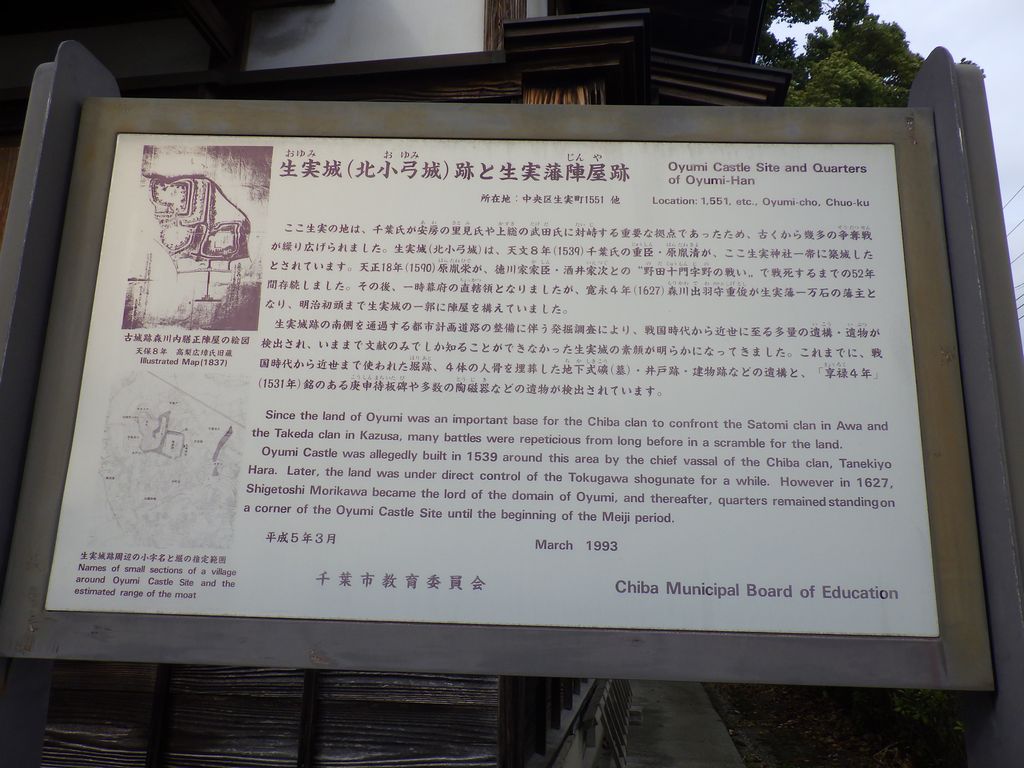 生実城(北小弓城)跡と生実藩陣屋跡
おゆみ
お ゆみ
じん や
Oyumi Castle Site and Quarters
of Oyumi-Han
所在地:中央区生実町1551 他
Location: 1,551, etc., Oyumi-cho, Chuo-ku
ここ生実の地は、千葉氏が安房の里見氏や上総の武田氏に対峙する重要な拠点であったため、古くから幾多の争奪戦
が繰り広げられました。生実城(北小弓城)は、天文8年(1539)千葉氏の重臣・原胤清が、ここ生実神社一帯に築城した
とされています。天正18年(1590)原胤栄が、徳川家家臣・酒井家次との“野田十門字野の戦い„で戦死するまでの52年
間存続しました。その後、一時幕府の直轄領となりましたが、寛永4年(1627)森川出羽守重俊が生実藩一万石の藩主と
なり、明治初頭まで生実城の一郭に陣屋を構えていました。
生実城跡の南側を通過する都市計画道路の整備に伴う発掘調査により、戦国時代から近世に至る多量の遺構・遺物が
検出され、いままで文献のみでしか知ることができなかった生実城の素顔が明らかになってきました。これまでに、戦
国時代から近世まで使われた堀跡、4体の人骨を埋葬した地下式礦(墓)・井戸跡・建物跡などの遺構と、「享禄4年」
(1531年)銘のある庚申待板碑や多数の陶磁器などの遺物が検出されています。
Since the land of Oyumi was an important base for the Chiba clan to confront the Satomi clan in Awa and
the Takeda clan in Kazusa, many battles were repeticious from long before in a scramble for the land.
Oyumi Castle was allegedly built in 1539 around this area by the chief vassal of the Chiba clan, Tanekiyo
Hara. Later, the land was under direct control of the Tokugawa shogunate for a while. However in 1627,
Shigetoshi Morikawa became the lord of the domain of Oyumi, and thereafter, quarters remained standing on
a corner of the Oyumi Castle Site until the beginning of the Meiji period.
平成5年3月
March 1993
千葉市教育委員会
Chiba Municipal Board of Education
古城跡森川内膳正陣屋の絵図
天保8年 高梨広埼氏旧蔵
Illustrated Map(1837)
生実城跡周辺の小字名と堀の推定範囲
Names of small sections of a village
around Oyumi Castle Site and the
estimated range of the moat